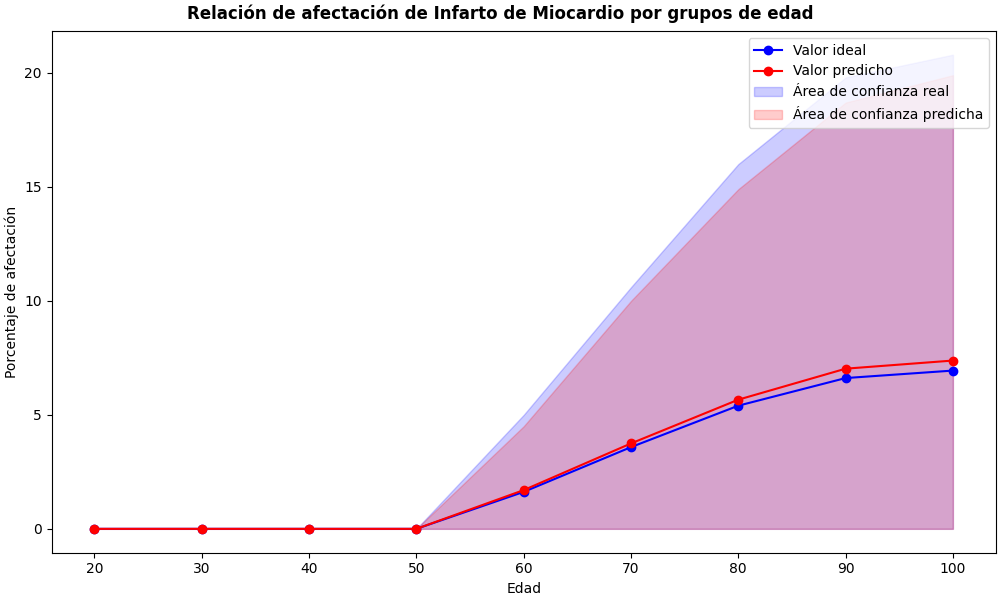 Relación de afectación de Infarto de Miocardio por grupos de edad
Valor ideal
Valor predicho
Área de confianza real
Área de confianza predicha
Porcentaje de afectación
20
15
10
5
0
20 30 40 50 60 70 80 90 100
Edad